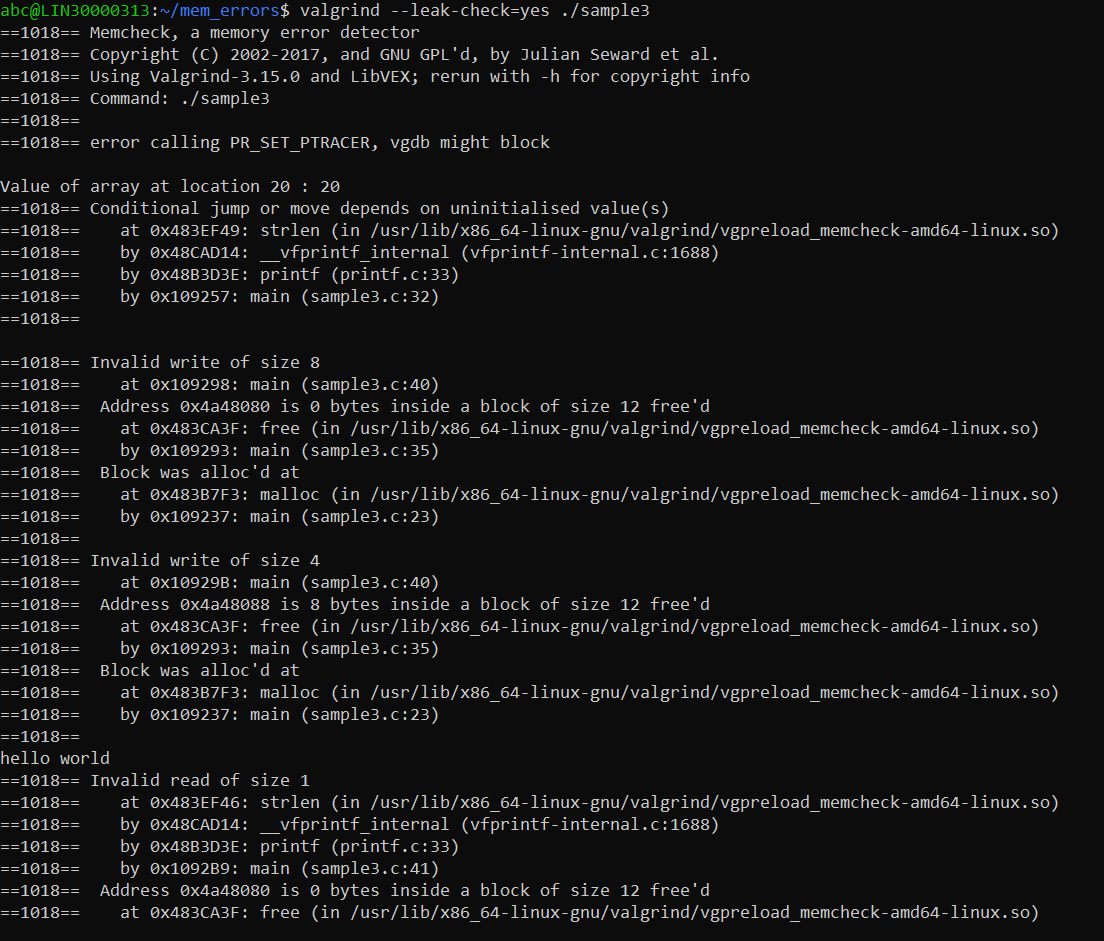 abc@LIN30000313:~/mem_errors$ valgrind --leak-check=yes ./sample3
==1018== Memcheck, a memory error detector
==1018== Copyright (C) 2002-2017, and GNU GPL'd, by Julian Seward et al.
==1018== Using Valgrind-3.15.0 and LibVEX; rerun with -h for copyright info
==1018== Command: ./sample3
==1018==
==1018== error calling PR_SET_PTRACER, vgdb might block
Value of array at location 20 : 20
==1018== Conditional jump or move depends on uninitialised value(s)
==1018==    at 0x483EF49: strlen (in /usr/lib/x86_64-linux-gnu/valgrind/vgpreload_memcheck-amd64-linux.so)
==1018==    by 0x48CAD14: __vfprintf_internal (vfprintf-internal.c:1688)
==1018==    by 0x48B3D3E: printf (printf.c:33)
==1018==    by 0x109257: main (sample3.c:32)
==1018==
==1018== Invalid write of size 8
==1018==    at 0x109298: main (sample3.c:40)
==1018==  Address 0x4a48080 is 0 bytes inside a block of size 12 free'd
==1018==    at 0x483CA3F: free (in /usr/lib/x86_64-linux-gnu/valgrind/vgpreload_memcheck-amd64-linux.so)
==1018==    by 0x109293: main (sample3.c:35)
==1018==  Block was alloc'd at
==1018==    at 0x483B7F3: malloc (in /usr/lib/x86_64-linux-gnu/valgrind/vgpreload_memcheck-amd64-linux.so)
==1018==    by 0x109237: main (sample3.c:23)
==1018==
==1018== Invalid write of size 4
==1018==    at 0x10929B: main (sample3.c:40)
==1018==  Address 0x4a48088 is 8 bytes inside a block of size 12 free'd
==1018==    at 0x483CA3F: free (in /usr/lib/x86_64-linux-gnu/valgrind/vgpreload_memcheck-amd64-linux.so)
==1018==    by 0x109293: main (sample3.c:35)
==1018==  Block was alloc'd at
==1018==    at 0x483B7F3: malloc (in /usr/lib/x86_64-linux-gnu/valgrind/vgpreload_memcheck-amd64-linux.so)
==1018==    by 0x109237: main (sample3.c:23)
==1018==
hello world
==1018== Invalid read of size 1
==1018==    at 0x483EF46: strlen (in /usr/lib/x86_64-linux-gnu/valgrind/vgpreload_memcheck-amd64-linux.so)
==1018==    by 0x48CAD14: __vfprintf_internal (vfprintf-internal.c:1688)
==1018==    by 0x48B3D3E: printf (printf.c:33)
==1018==    by 0x1092B9: main (sample3.c:41)
==1018==  Address 0x4a48080 is 0 bytes inside a block of size 12 free'd
==1018==    at 0x483CA3F: free (in /usr/lib/x86_64-linux-gnu/valgrind/vgpreload_memcheck-amd64-linux.so)